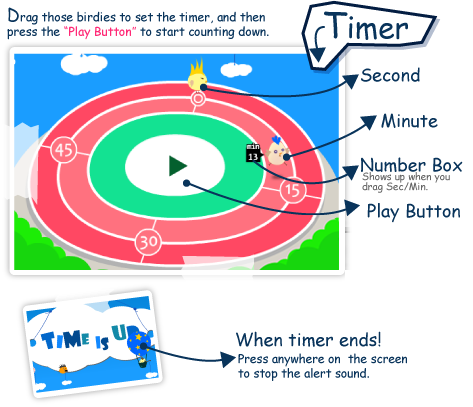 Drag those birdies to set the timer, and then
press the "Play Button" to start counting down.
Timer
Second
0
Minute
45
min
13
15
Number Box
Shows up when you
drag Sec/Min.
Play Button
30
TIME IS UP
When timer ends!
Press anywhere on the screen
to stop the alert sound.